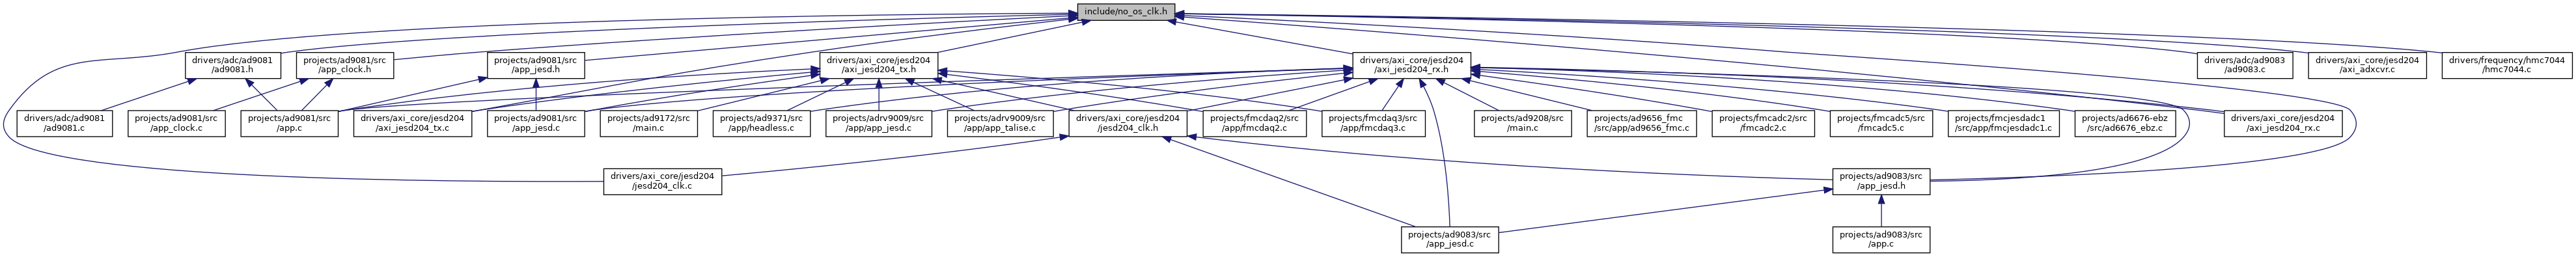 include/no_os_clk.h
drivers/adc/ad9081
/ad9081.h
projects/ad9081/src
/app_clock.h
projects/ad9081/src
/app_jesd.h
drivers/axi_core/jesd204
/axi_jesd204_tx.h
drivers/axi_core/jesd204
/axi_jesd204_rx.h
drivers/adc/ad9083
/ad9083.c
drivers/axi_core/jesd204
/axi_adxcvr.c
drivers/frequency/hmc7044
/hmc7044.c
drivers/adc/ad9081
/ad9081.c
projects/ad9081/src
/app_clock.c
projects/ad9081/src
/app.c
drivers/axi_core/jesd204
/axi_jesd204_tx.c
projects/ad9081/src
/app_jesd.c
projects/ad9172/src
/main.c
projects/ad9371/src
/app/headless.c
projects/adrv9009/src
/app/app_jesd.c
projects/adrv9009/src
/app/app_talise.c
drivers/axi_core/jesd204
/jesd204_clk.h
projects/fmcdaq2/src
/app/fmcdaq2.c
projects/fmcdaq3/src
/app/fmcdaq3.c
projects/ad9208/src
/main.c
projects/ad9656_fmc
/src/app/ad9656_fmc.c
projects/fmcadc2/src
/fmcadc2.c
projects/fmcadc5/src
/fmcadc5.c
projects/fmcjesdadc1
/src/app/fmcjesdadc1.c
projects/ad6676-ebz
/src/ad6676_ebz.c
drivers/axi_core/jesd204
/axi_jesd204_rx.c
drivers/axi_core/jesd204
/jesd204_clk.c
projects/ad9083/src
/app_jesd.h
projects/ad9083/src
/app_jesd.c
projects/ad9083/src
/app.c